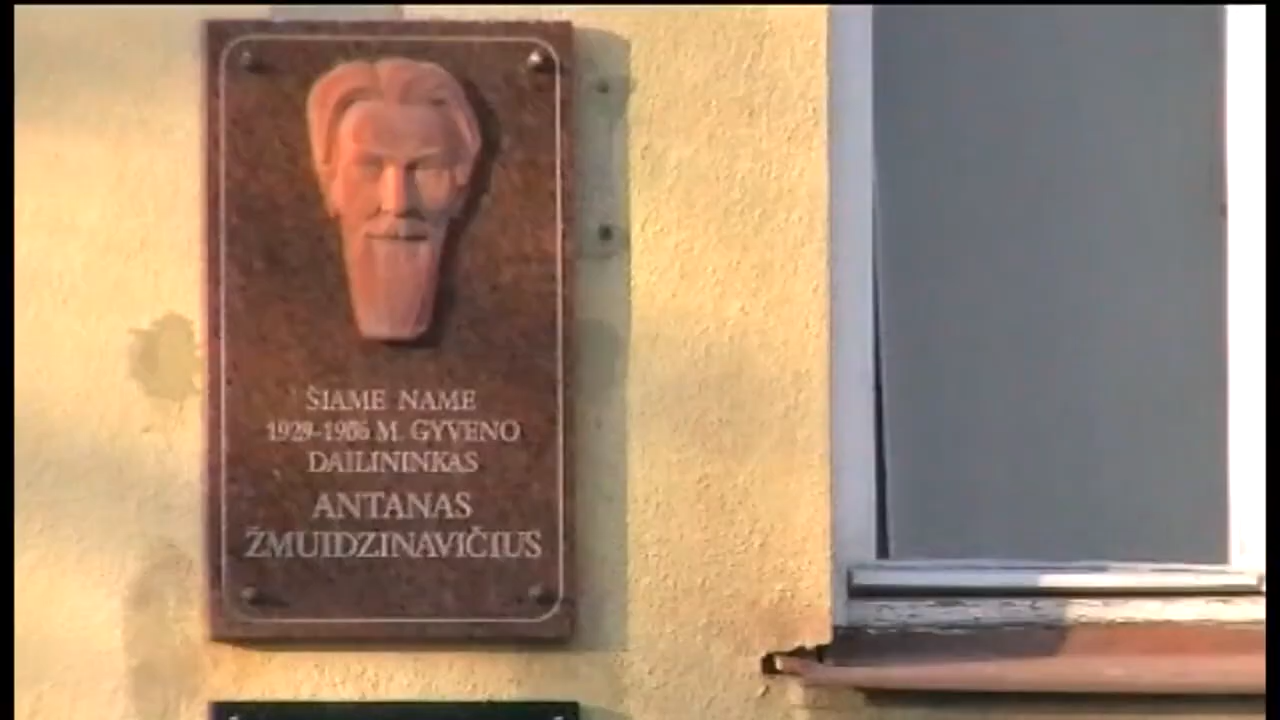 ŠIAME NAME
1929-1966 M. GYVENO
DAILININKAS
ANTANAS
ŽMUIDZINAVIČIUS